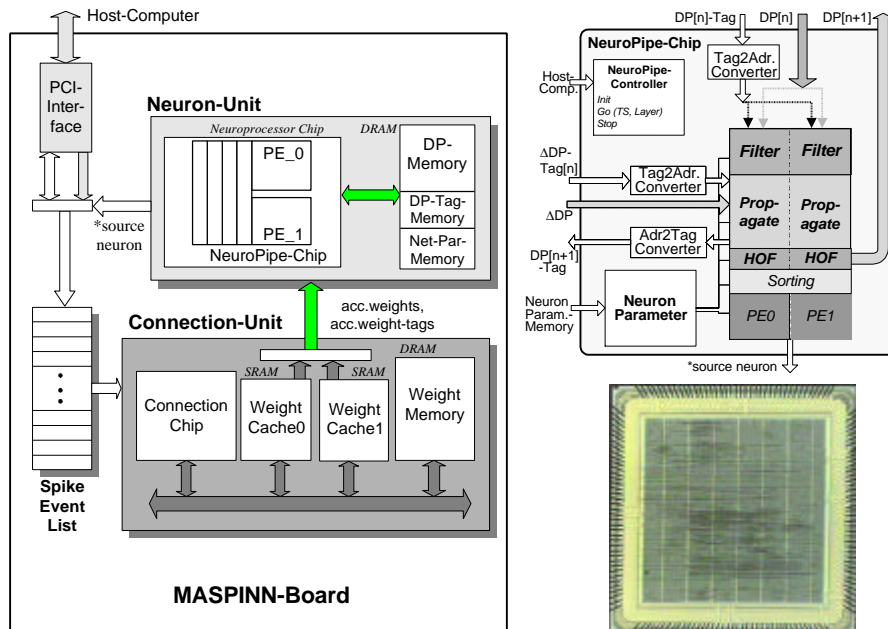 Host-Computer
PCI-
Inter-
face
Neuron-Unit
Neuroprocessor Chip
DRAM
PE_0
PE_1
NeuroPipe-Chip
DP-
Memory
DP-Tag-
Memory
Net-Par-
Memory
*source
neuron
acc.weights,
acc.weight-tags
Connection-Unit
DRAM
SRAM
SRAM
Connection
Chip
Weight
Cache0
Weight
Cache1
Weight
Memory
Spike
Event
List
MASPINN-Board
DP[n]-Tag
DP[n]
DP[n+1]
NeuroPipe-Chip
Tag2Adr.
Converter
Host-
Comp.
NeuroPipe-
Controller
Init
Go (TS, Layer)
Stop
Filter
Filter
ΔDP-
Tag[n]
Tag2Adr.
Converter
ΔDP
Prop-
agate
Prop-
agate
Adr2Tag
Converter
DP[n+1]
-Tag
HOF
HOF
Sorting
Neuron
Param.-
Memory
Neuron
Parameter
PE0
PE1
*source neuron